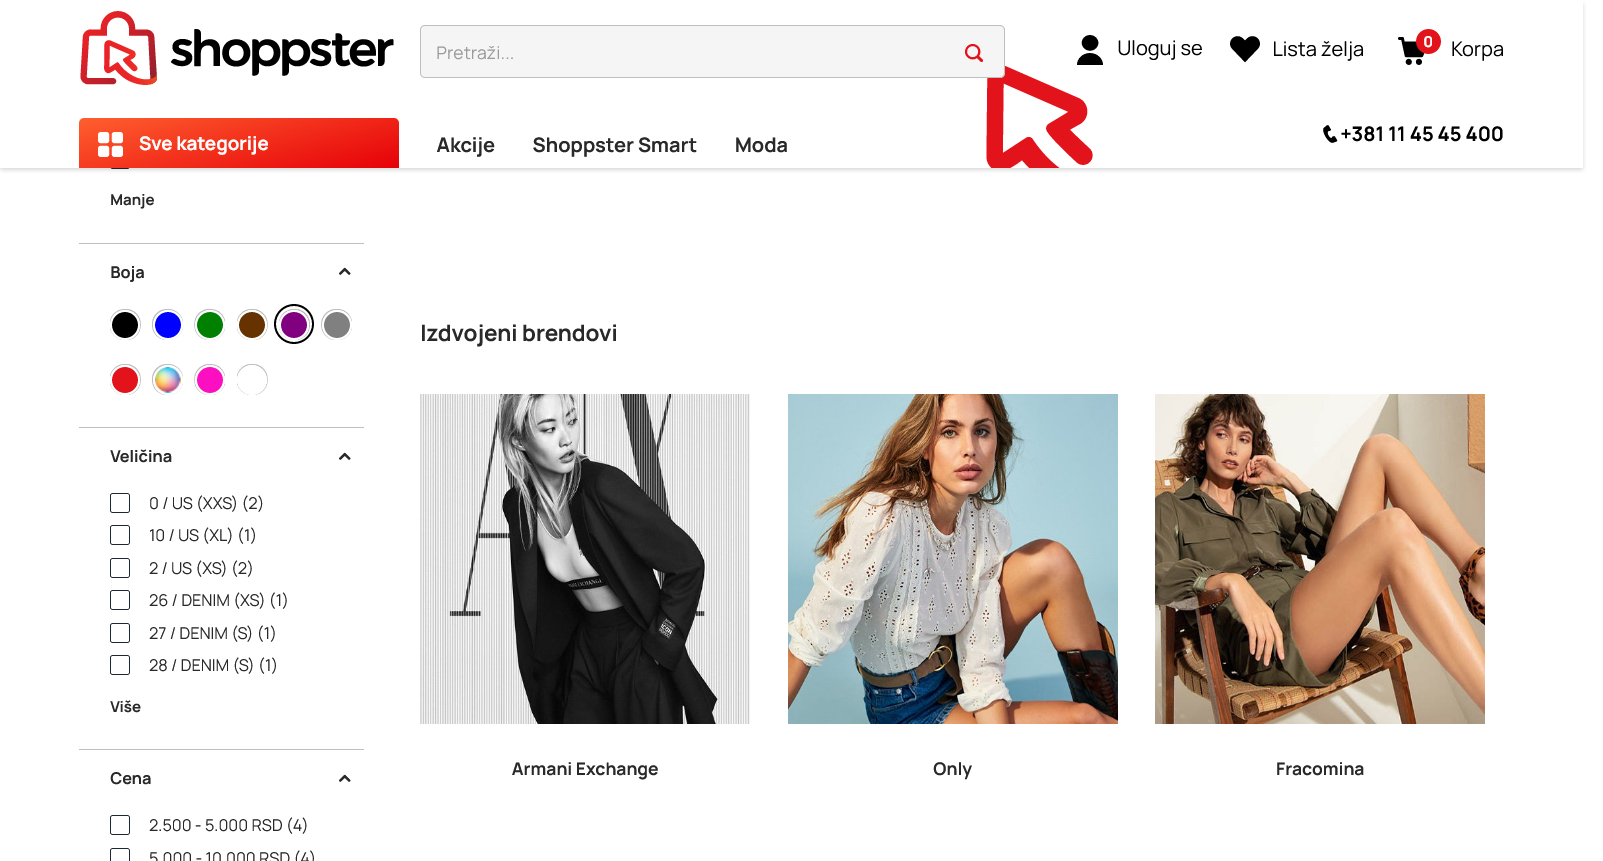 shoppster
Pretraži...
Uloguj se
Lista želja
0
Korpa
Sve kategorije
Akcije
Shoppster Smart
Moda
+381 11 45 45 400
Manje
Boja
Veličina
0 / US (XXS) (2)
10 / US (XL) (1)
2 / US (XS) (2)
26 / DENIM (XS) (1)
27 / DENIM (S) (1)
28 / DENIM (S) (1)
Više
Cena
2.500 - 5.000 RSD (4)
5.000 - 10.000 RSD (4)
Izdvojeni brendovi
Armani Exchange
Only
Fracomina